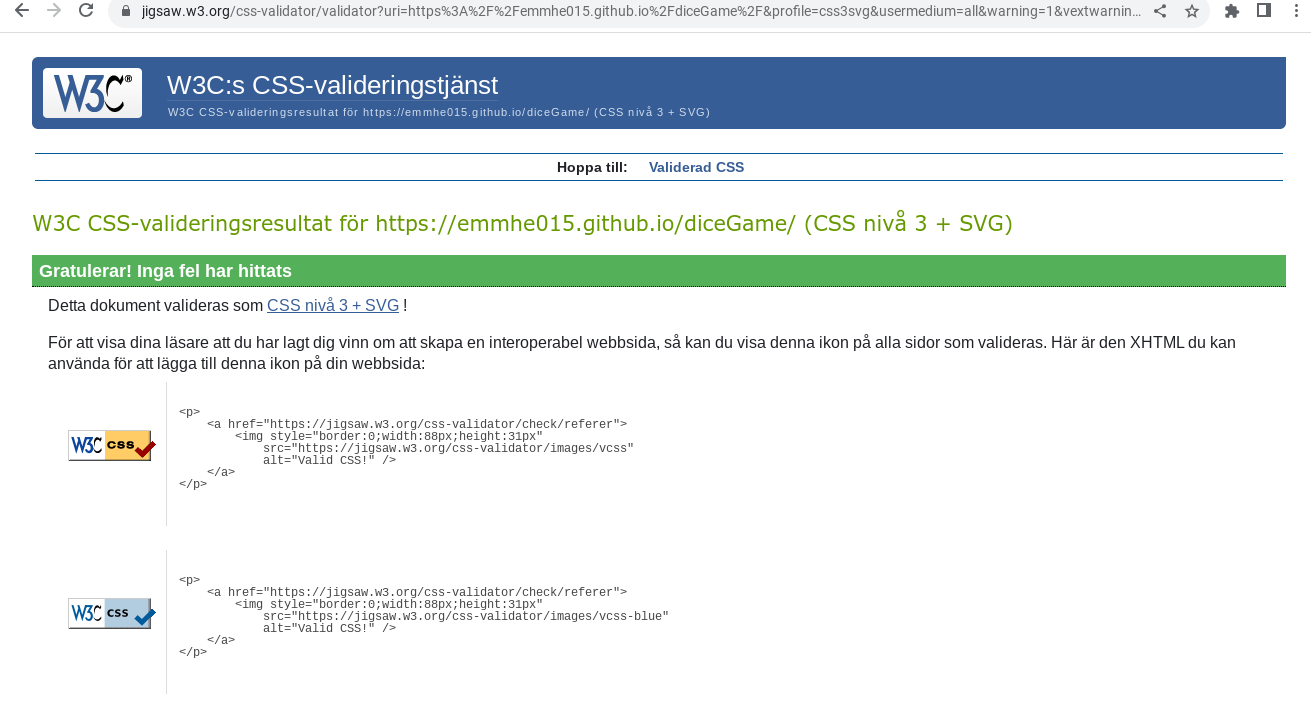 jigsaw.w3.org/css-validator/validator?uri=https%3A%2F%2Femmhe015.github.io%2FdiceGame%2F&profile=css3svg&usermedium=all&warning=1&vextwarnin...
W3C®
W3C:s CSS-valideringstjänst
W3C CSS-valideringsresultat för https://emmhe015.github.io/diceGame/ (CSS nivå 3 + SVG)
Hoppa till: Validerad CSS
W3C CSS-valideringsresultat för https://emmhe015.github.io/diceGame/ (CSS nivå 3 + SVG)
Gratulerar! Inga fel har hittats
Detta dokument valideras som CSS nivå 3 + SVG !
För att visa dina läsare att du har lagt dig vinn om att skapa en interoperabel webbsida, så kan du visa denna ikon på alla sidor som valideras. Här är den XHTML du kan
använda för att lägga till denna ikon på din webbsida:
W3C css
<p>
    <a href="https://jigsaw.w3.org/css-validator/check/referer">
        <img style="border:0;width:88px;height:31px"
            src="https://jigsaw.w3.org/css-validator/images/vcss"
            alt="Valid CSS!" />
    </a>
</p>
W3C css
<p>
    <a href="https://jigsaw.w3.org/css-validator/check/referer">
        <img style="border:0;width:88px;height:31px"
            src="https://jigsaw.w3.org/css-validator/images/vcss-blue"
            alt="Valid CSS!" />
    </a>
</p>